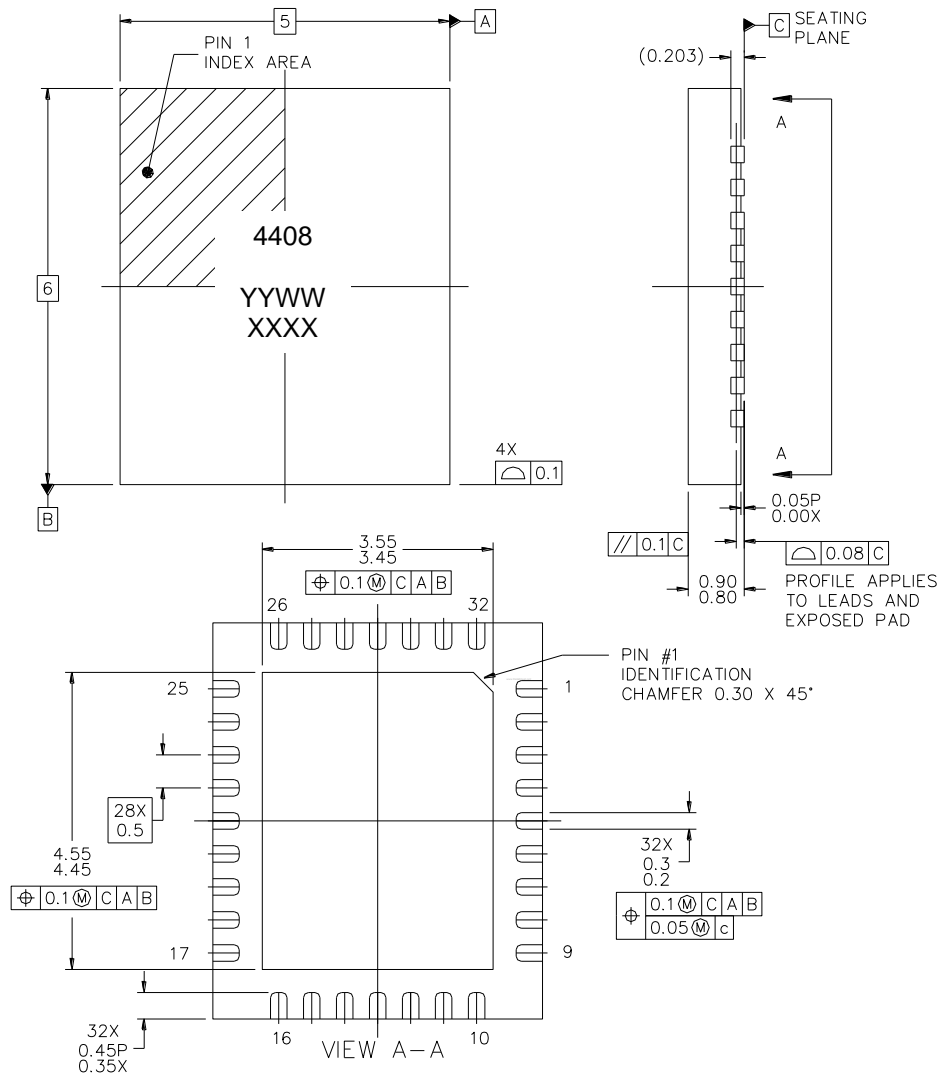 5
A
PIN 1
INDEX AREA
C
SEATING
PLANE
(0.203)
A
4408
6
YYWW
XXXX
4X
0.1
A
B
0.05P
0.00X
// 0.1 C
0.08 C
0.90
0.80
PROFILE APPLIES
TO LEADS AND
EXPOSED PAD
3.55
3.45
⌖ 0.1 Ⓜ C A B
26
32
PIN #1
IDENTIFICATION
CHAMFER 0.30 X 45°
25
1
28X
0.5
4.55
4.45
⌖ 0.1 Ⓜ C A B
32X
0.3
0.2
⌖ 0.1 Ⓜ C A B
0.05 Ⓜ c
17
9
16
10
32X
0.45P
0.35X
VIEW A-A